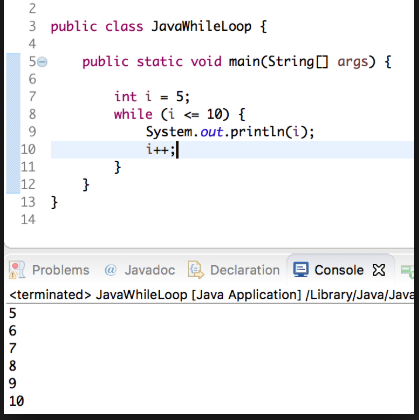 2
3 public class JavaWhileLoop {
4
5 public static void main(String[] args) {
6
7 int i = 5;
8 while (i <= 10) {
9 System.out.println(i);
10 i++;
11 }
12 }
13 }
14
Problems @ Javadoc Declaration Console
<terminated> JavaWhileLoop [Java Application] /Library/Java/Java
5
6
7
8
9
10